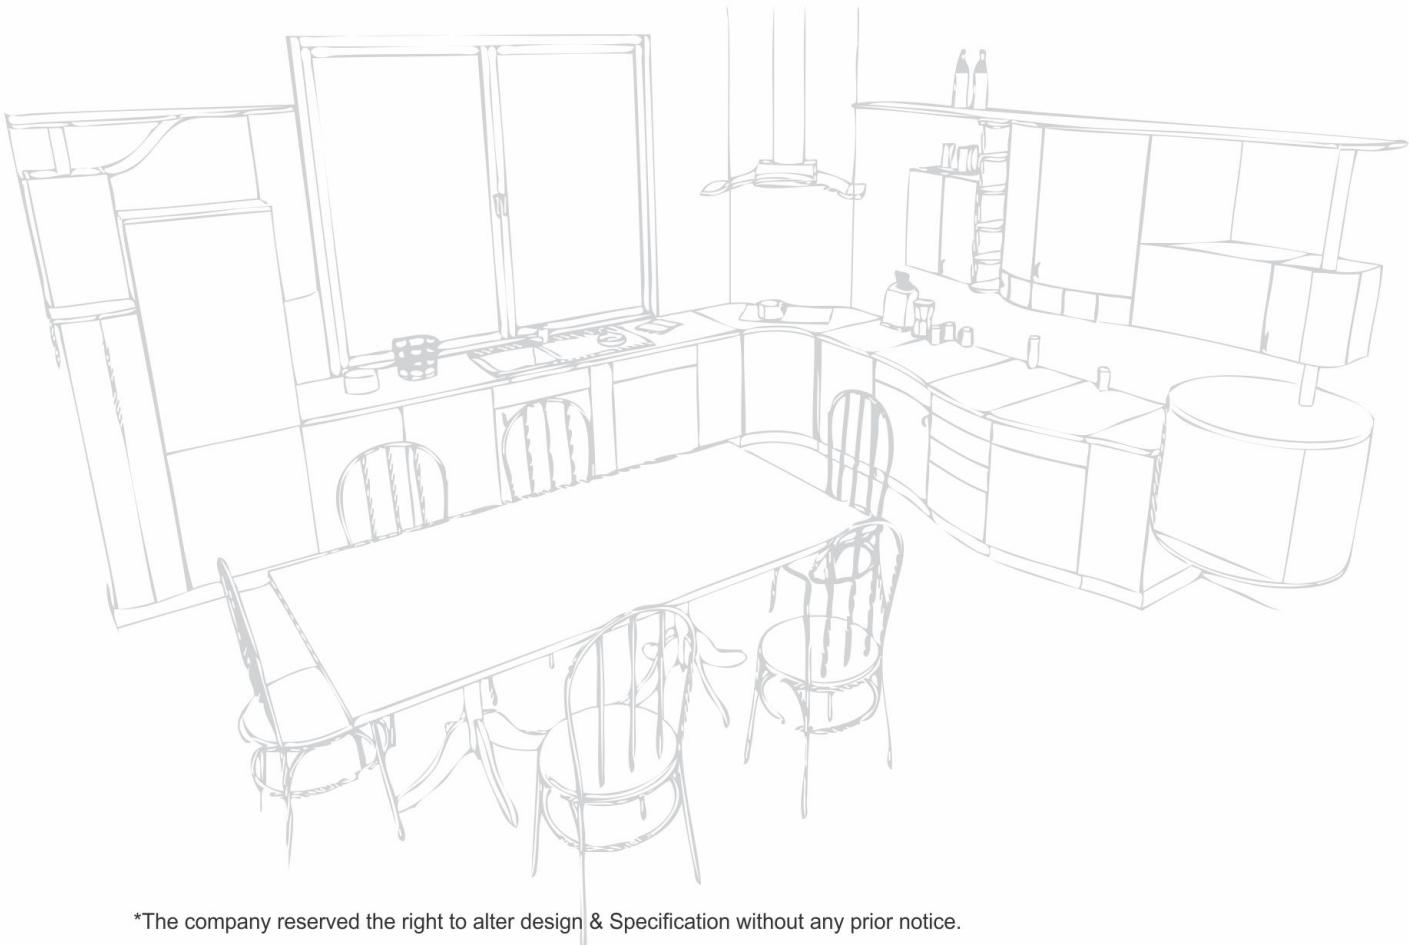 *The company reserved the right to alter design & Specification without any prior notice.